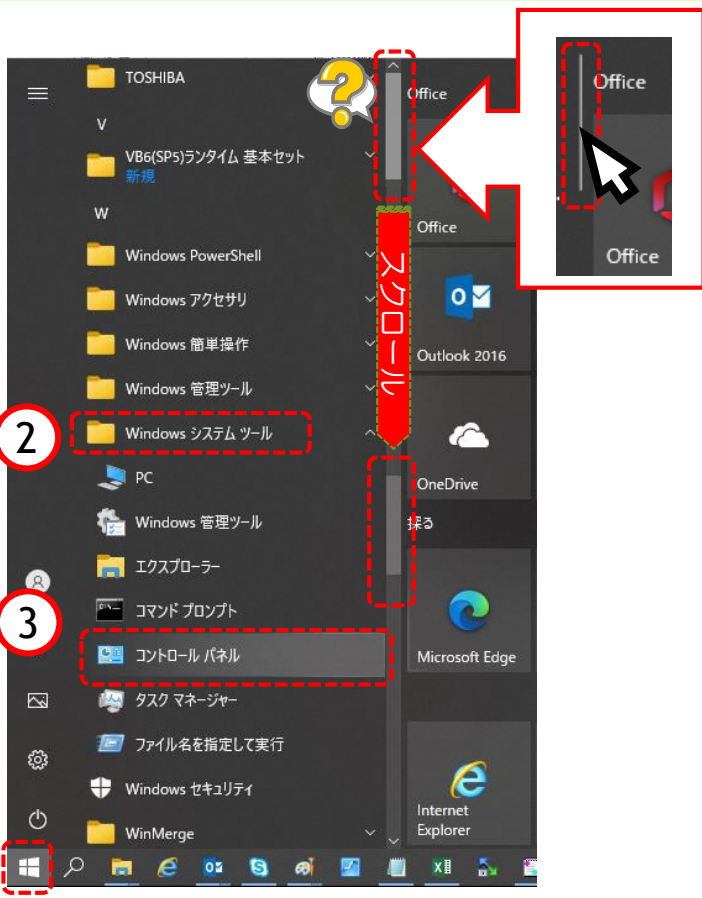 TOSHIBA
V
VB6(SP5)ランタイム 基本セット
新規
W
Windows PowerShell
Windows アクセサリ
Windows 簡単操作
Windows 管理ツール
2
Windows システム ツール
PC
Windows 管理ツール
エクスプローラー
コマンド プロンプト
3
コントロール パネル
タスク マネージャー
ファイル名を指定して実行
Windows セキュリティ
WinMerge
スクロール
Office
Office
Outlook 2016
OneDrive
探る
Microsoft Edge
Internet
Explorer
Office
Office